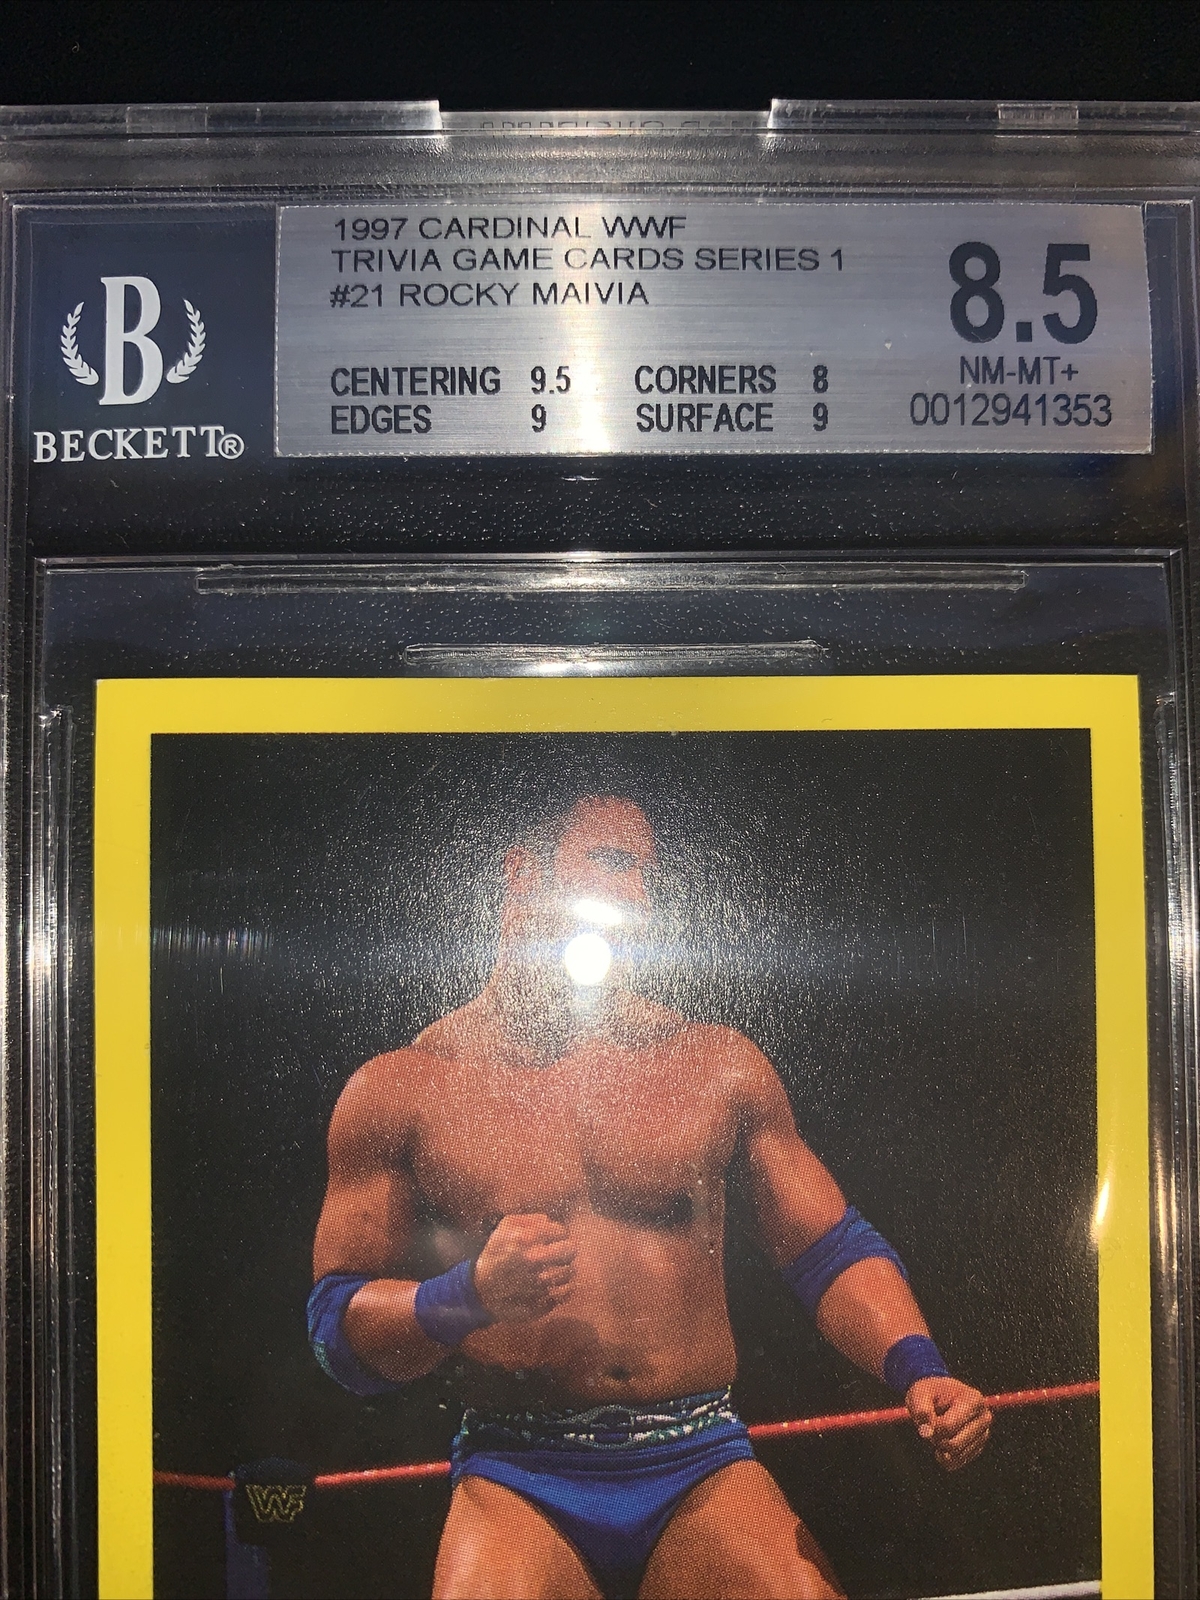 1997 CARDINAL WWF
TRIVIA GAME CARDS SERIES 1
#21 ROCKY MAIVIA
8.5
CENTERING 9.5 CORNERS 8
EDGES 9 SURFACE 9
NM-MT+
0012941353
B
BECKETT®
WWF